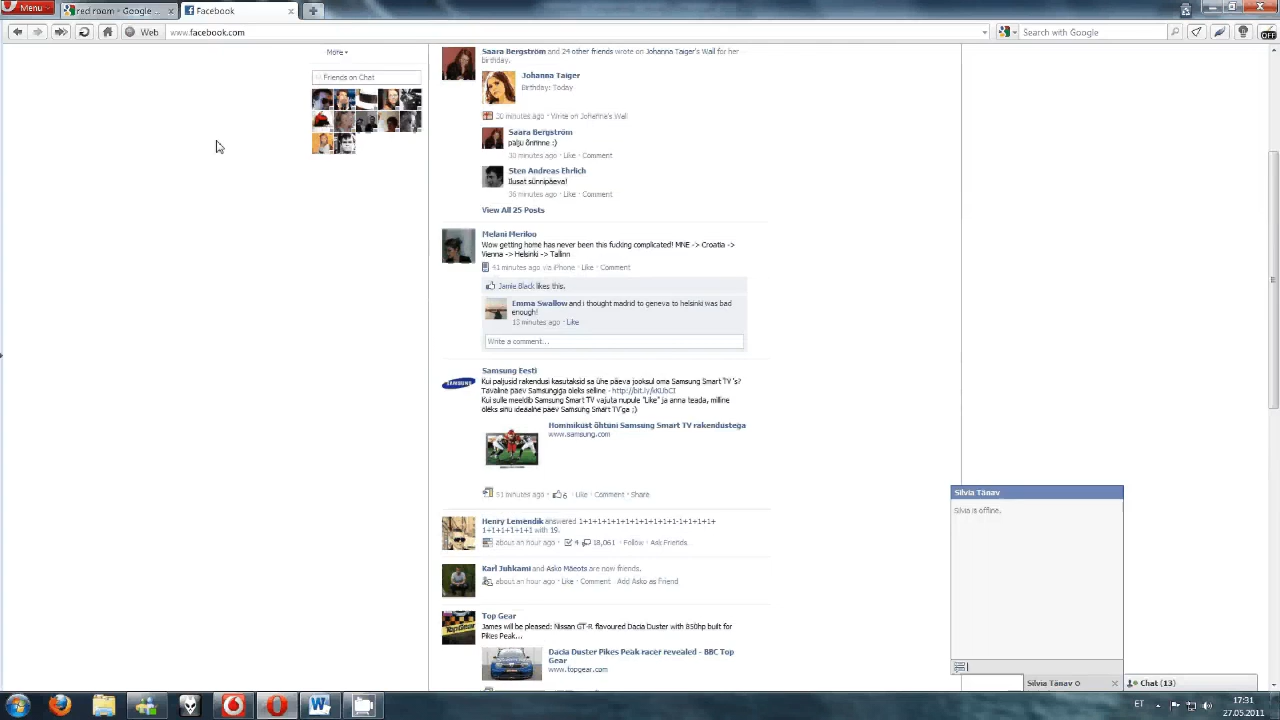 Menu
red room - Google ...
Facebook
Web
www.facebook.com
Search with Google
OFF
More
Friends on Chat
Saara Bergström and 24 other friends wrote on Johanna Taiger's Wall for her
birthday.
Johanna Taiger
Birthday: Today
30 minutes ago · Write on Johanna's Wall
Saara Bergström
palju õnfinne :)
30 minutes ago · Like · Comment
Sten Andreas Ehrlich
Ilusat sünnipäeva!
36 minutes ago · Like · Comment
View All 25 Posts
Melani Meriloo
Wow getting home has never been this fucking complicated! MNE -> Croatia ->
Vienna -> Helsinki -> Tallinn
41 minutes ago via iPhone · Like · Comment
Jamie Black likes this.
Emma Swallow and i thought madrid to geneva to helsinki was bad
enough!
15 minutes ago · Like
Write a comment...
Samsung Eesti
SAMSUNG
Kui paljusid rakendusi kasutaksid sa ühe päeva jooksul oma Samsung Smart TV 's?
Tavaline päev Samsungiga oleks selline -
Kui sulle meeldib Samsung Smart TV vajuta nupule "Like" ja anna teada, milline
oleks sinu ideaalne päev Samsung Smart TV'ga ;)
Hommikust õhtuni Samsung Smart TV rakendustega
www.samsung.com
51 minutes ago · 6 · Like · Comment · Share
Henry Lemendik answered 1+1+1+1+1+1+1+1+1+1+1-1+1+1+1+
1+1+1+1+1+1 with 19.
about an hour ago · 4 18,061 · Follow · Ask Friends
Karl Juhkami and Asko Mäeots are now friends.
about an hour ago · Like · Comment · Add Asko as Friend
Top Gear
TopGear
James will be pleased: Nissan GT-R flavoured Dacia Duster with 850hp built for
Pikes Peak...
Dacia Duster Pikes Peak racer revealed - BBC Top
Gear
www.topgear.com
Silvia Tänav
Silvia is offline.
Silvia Tänav
Chat (13)
ET
17:31
27.05.2011